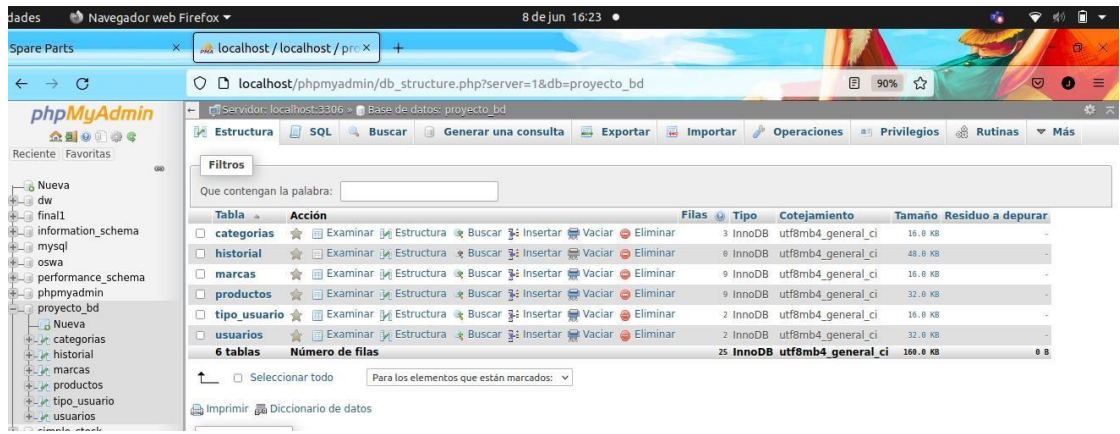 dades Navegador web Firefox 8 de jun 16:23
Spare Parts × localhost / localhost / pro × +
localhost/phpmyadmin/db_structure.php?server=1&db=proyecto_bd 90%
phpMyAdmin
Reciente Favoritas
Nueva
dw
final1
information_schema
mysql
oswa
performance_schema
phpmyadmin
proyecto_bd
Nueva
categorias
historial
marcas
productos
tipo_usuario
usuarios
simple_stock
Servidor: localhost:3306 » Base de datos: proyecto_bd
Estructura SQL Buscar Generar una consulta Exportar Importar Operaciones Privilegios Rutinas Más
Filtros
Que contengan la palabra:
Tabla Acción Filas Tipo Cotejamiento Tamaño Residuo a depurar
categorias Examinar Estructura Buscar Insertar Vaciar Eliminar 3 InnoDB utf8mb4_general_ci 16.0 KB -
historial Examinar Estructura Buscar Insertar Vaciar Eliminar 0 InnoDB utf8mb4_general_ci 48.0 KB -
marcas Examinar Estructura Buscar Insertar Vaciar Eliminar 9 InnoDB utf8mb4_general_ci 16.0 KB -
productos Examinar Estructura Buscar Insertar Vaciar Eliminar 9 InnoDB utf8mb4_general_ci 32.0 KB -
tipo_usuario Examinar Estructura Buscar Insertar Vaciar Eliminar 2 InnoDB utf8mb4_general_ci 16.0 KB -
usuarios Examinar Estructura Buscar Insertar Vaciar Eliminar 2 InnoDB utf8mb4_general_ci 32.0 KB -
6 tablas Número de filas 25 InnoDB utf8mb4_general_ci 160.0 KB 0 B
Seleccionar todo Para los elementos que están marcados:
Imprimir Diccionario de datos